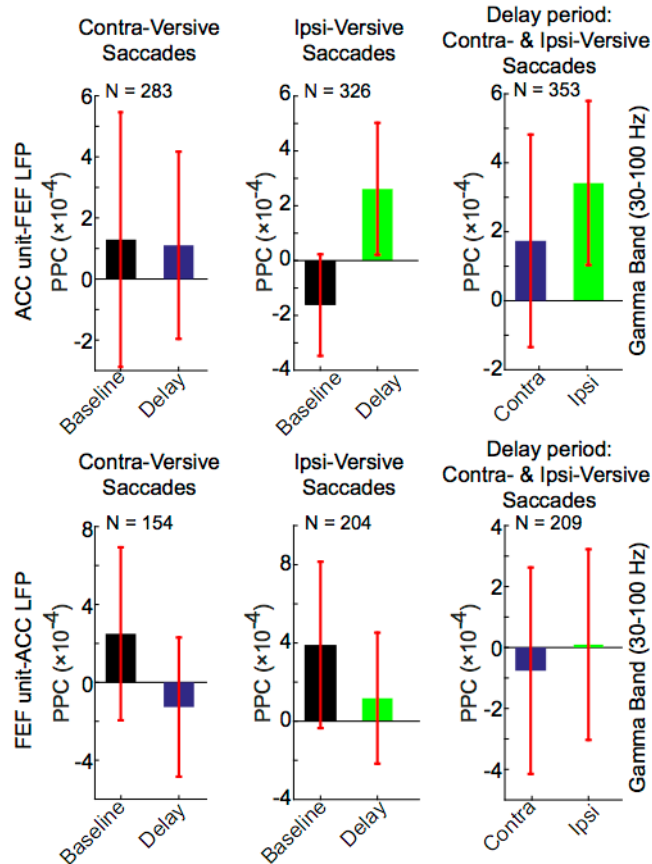 Contra-Versive
Saccades
Ipsi-Versive
Saccades
Delay period:
Contra- & Ipsi-Versive
Saccades
ACC unit-FEF LFP
PPC (×10⁻⁴)
N = 283
6
4
2
0
-2
Baseline
Delay
PPC (×10⁻⁴)
N = 326
6
4
2
0
-2
-4
Baseline
Delay
PPC (×10⁻⁴)
N = 353
6
4
2
0
-2
Contra
Ipsi
Gamma Band (30-100 Hz)
Contra-Versive
Saccades
Ipsi-Versive
Saccades
Delay period:
Contra- & Ipsi-Versive
Saccades
FEF unit-ACC LFP
PPC (×10⁻⁴)
N = 154
8
4
0
-4
Baseline
Delay
PPC (×10⁻⁴)
N = 204
8
4
0
-4
Baseline
Delay
PPC (×10⁻⁴)
N = 209
4
2
0
-2
-4
Contra
Ipsi
Gamma Band (30-100 Hz)